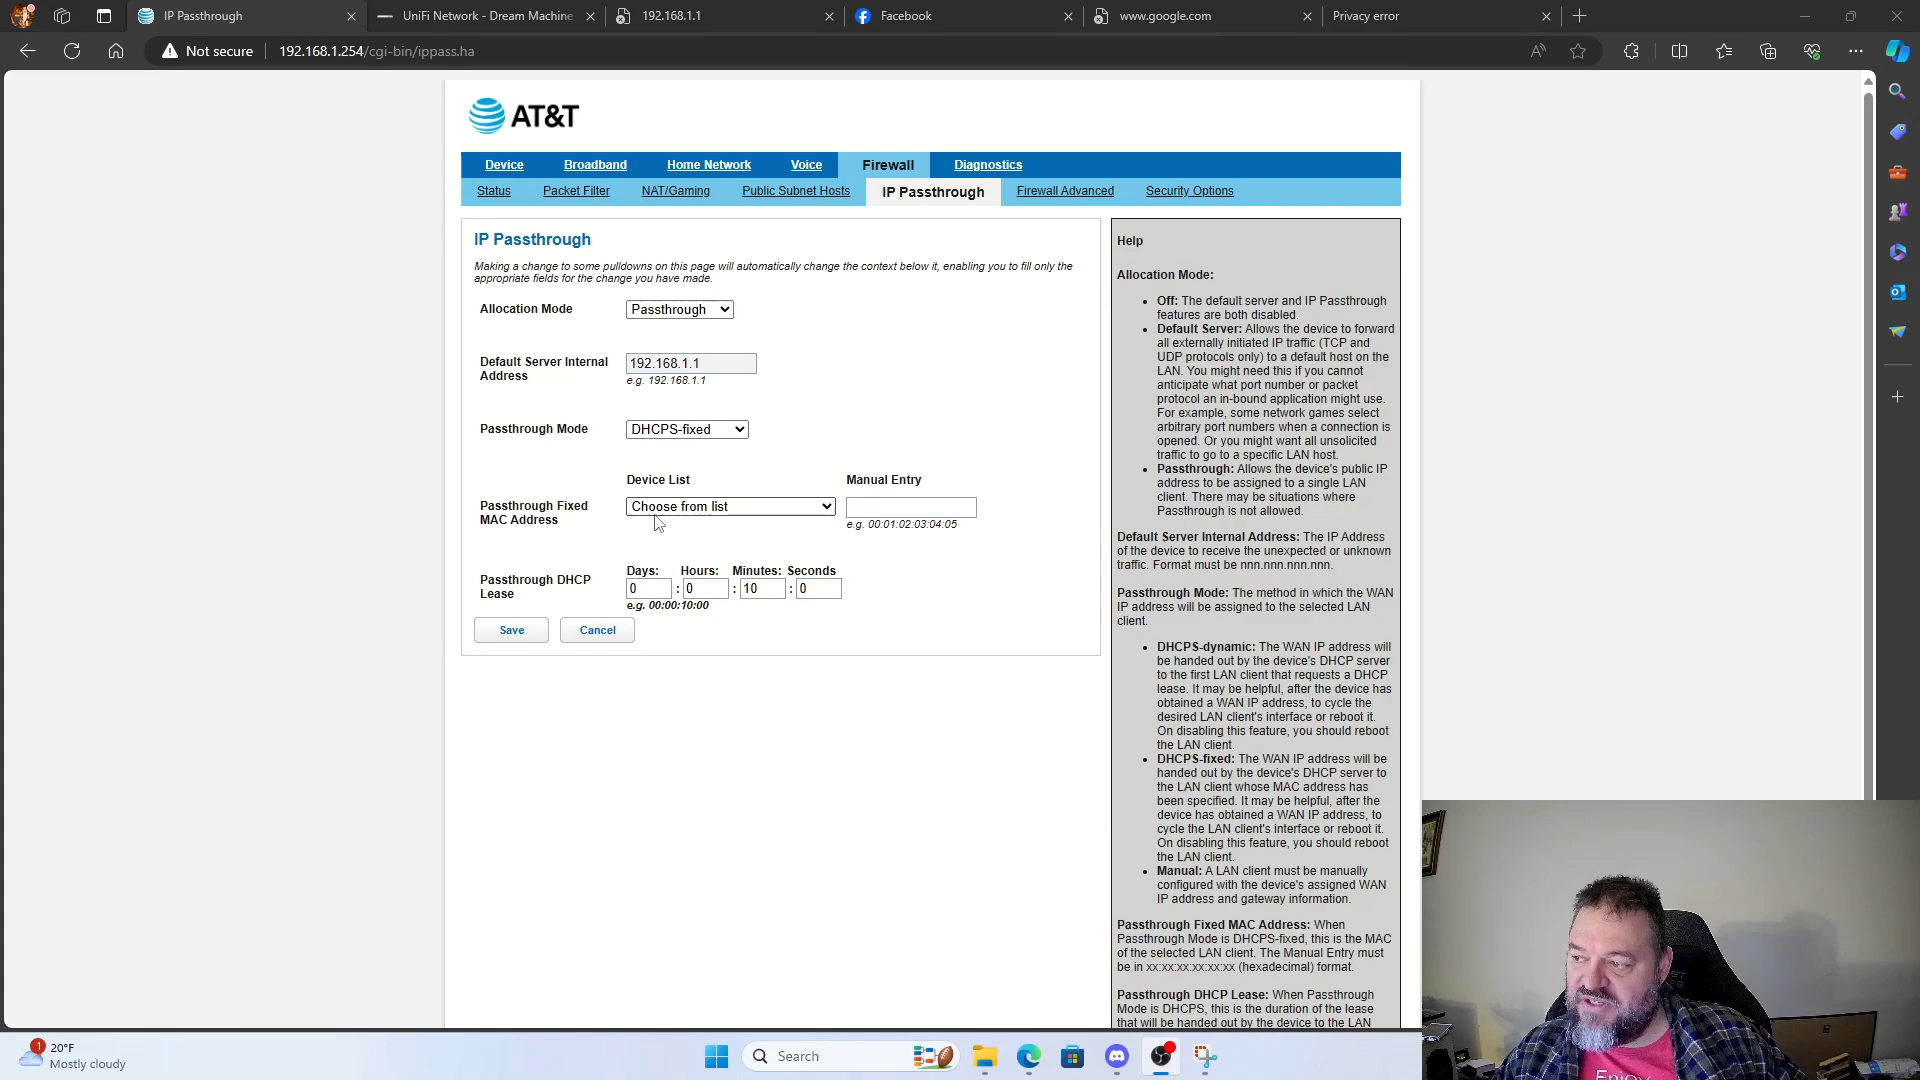 IP Passthrough
UniFi Network - Dream Machine
192.168.1.1
Facebook
www.google.com
Privacy error
Not secure
192.168.1.254/cgi-bin/ippass.ha
AT&T
Device
Broadband
Home Network
Voice
Firewall
Diagnostics
Status
Packet Filter
NAT/Gaming
Public Subnet Hosts
IP Passthrough
Firewall Advanced
Security Options
IP Passthrough
Making a change to some pulldowns on this page will automatically change the context below it, enabling you to fill only the
appropriate fields for the change you have made.
Allocation Mode
Passthrough
Default Server Internal
Address
192.168.1.1
e.g. 192.168.1.1
Passthrough Mode
DHCPS-fixed
Device List
Manual Entry
Passthrough Fixed
MAC Address
Choose from list
e.g. 00:01:02:03:04:05
Passthrough DHCP
Lease
Days: Hours: Minutes: Seconds
0 : 0 : 10 : 0
e.g. 00:00:10:00
Save
Cancel
Help
Allocation Mode:
• Off: The default server and IP Passthrough
features are both disabled.
• Default Server: Allows the device to forward
all externally initiated IP traffic (TCP and
UDP protocols only) to a default host on the
LAN. You might need this if you cannot
anticipate what port number or packet
protocol an in-bound application might use.
For example, some network games select
arbitrary port numbers when a connection is
opened. Or you might want all unsolicited
traffic to go to a specific LAN host.
• Passthrough: Allows the device's public IP
address to be assigned to a single LAN
client. There may be situations where
Passthrough is not allowed.
Default Server Internal Address: The IP Address
of the device to receive the unexpected or unknown
traffic. Format must be nnn.nnn.nnn.nnn.
Passthrough Mode: The method in which the WAN
IP address will be assigned to the selected LAN
client.
• DHCPS-dynamic: The WAN IP address will
be handed out by the device's DHCP server
to the first LAN client that requests a DHCP
lease. It may be helpful, after the device has
obtained a WAN IP address, to cycle the
desired LAN client's interface or reboot it.
On disabling this feature, you should reboot
the LAN client.
• DHCPS-fixed: The WAN IP address will be
handed out by the device's DHCP server to
the LAN client whose MAC address has
been specified. It may be helpful, after the
device has obtained a WAN IP address, to
cycle the LAN client's interface or reboot it.
On disabling this feature, you should reboot
the LAN client.
• Manual: A LAN client must be manually
configured with the device's assigned WAN
IP address and gateway information.
Passthrough Fixed MAC Address: When
Passthrough Mode is DHCPS-fixed, this is the MAC
of the selected LAN client. The Manual Entry must
be in xx:xx:xx:xx:xx:xx (hexadecimal) format.
Passthrough DHCP Lease: When Passthrough
Mode is DHCPS, this is the duration of the lease
that will be handed out by the device to the LAN
Enjoy
1
20°F
Mostly cloudy
Search